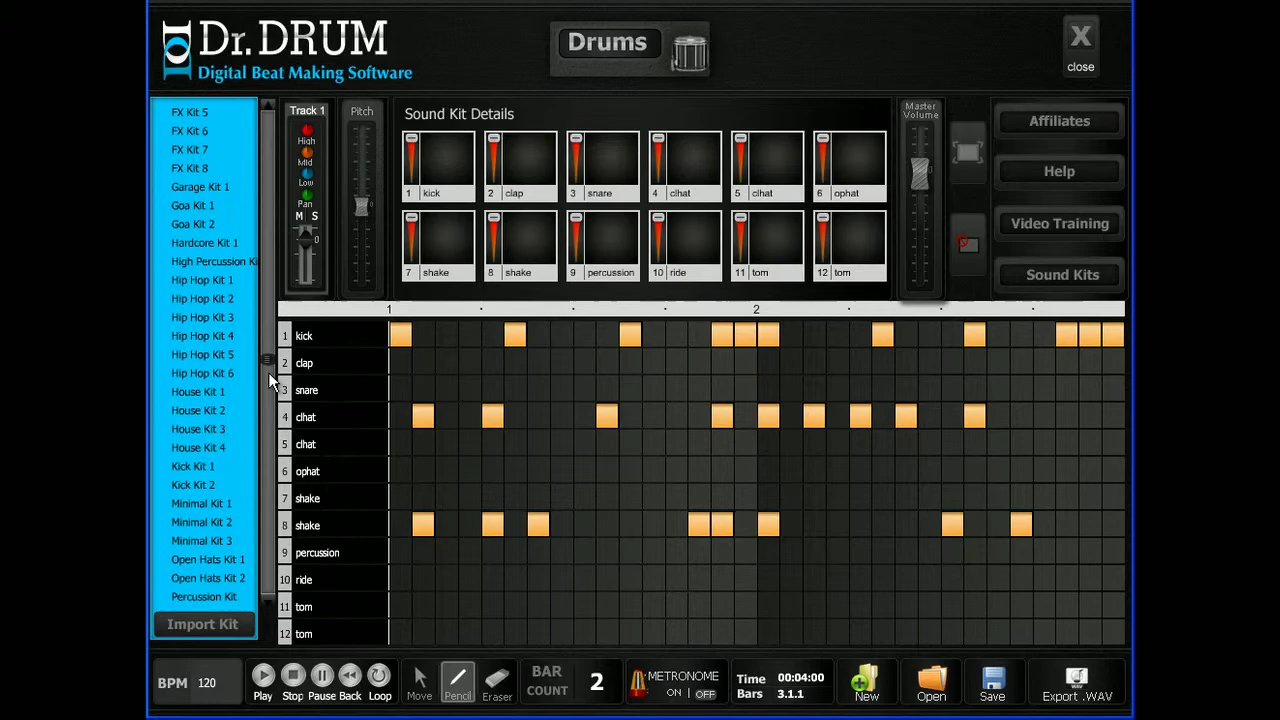 Dr. DRUM
Digital Beat Making Software
Drums
X
close
FX Kit 5
FX Kit 6
FX Kit 7
FX Kit 8
Garage Kit 1
Goa Kit 1
Goa Kit 2
Hardcore Kit 1
High Percussion Ki
Hip Hop Kit 1
Hip Hop Kit 2
Hip Hop Kit 3
Hip Hop Kit 4
Hip Hop Kit 5
Hip Hop Kit 6
House Kit 1
House Kit 2
House Kit 3
House Kit 4
Kick Kit 1
Kick Kit 2
Minimal Kit 1
Minimal Kit 2
Minimal Kit 3
Open Hats Kit 1
Open Hats Kit 2
Percussion Kit
Import Kit
Track 1
High
Mid
Low
Pan
M S
0
Pitch
0
Sound Kit Details
1 kick
2 clap
3 snare
4 clhat
5 clhat
6 ophat
7 shake
8 shake
9 percussion
10 ride
11 tom
12 tom
Master
Volume
0
Affiliates
Help
Video Training
Sound Kits
1 2
1 kick
2 clap
3 snare
4 clhat
5 clhat
6 ophat
7 shake
8 shake
9 percussion
10 ride
11 tom
12 tom
BPM 120
Play Stop Pause Back Loop
Move Pencil Eraser
BAR
COUNT
2
METRONOME
ON | OFF
Time 00:04:00
Bars 3.1.1
New
Open
Save
Export .WAV